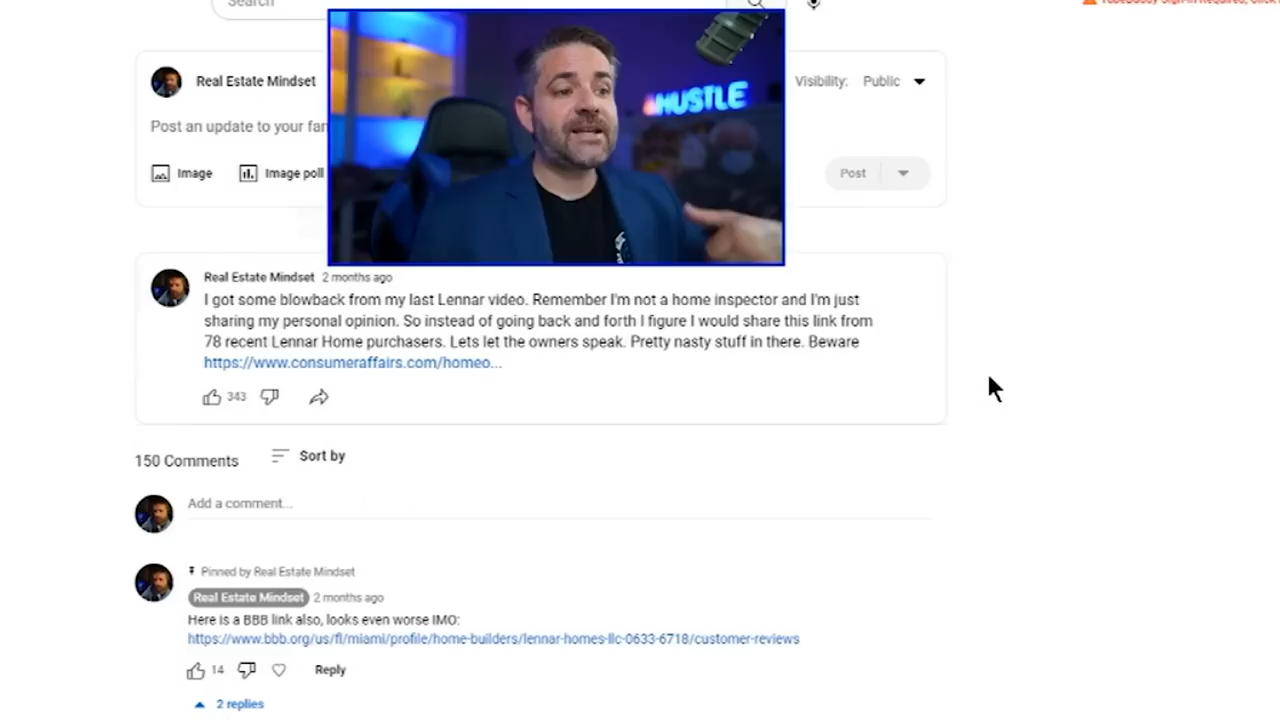 Search
Real Estate Mindset
Visibility: Public
Post an update to your fan
HUSTLE
Image
Image poll
Post
Real Estate Mindset 2 months ago
I got some blowback from my last Lennar video. Remember I'm not a home inspector and I'm just
sharing my personal opinion. So instead of going back and forth I figure I would share this link from
78 recent Lennar Home purchasers. Lets let the owners speak. Pretty nasty stuff in there. Beware
https://www.consumeraffairs.com/homeo...
343
150 Comments
Sort by
Add a comment...
Pinned by Real Estate Mindset
Real Estate Mindset 2 months ago
Here is a BBB link also, looks even worse IMO:
https://www.bbb.org/us/fl/miami/profile/home-builders/lennar-homes-llc-0633-6718/customer-reviews
14
Reply
2 replies